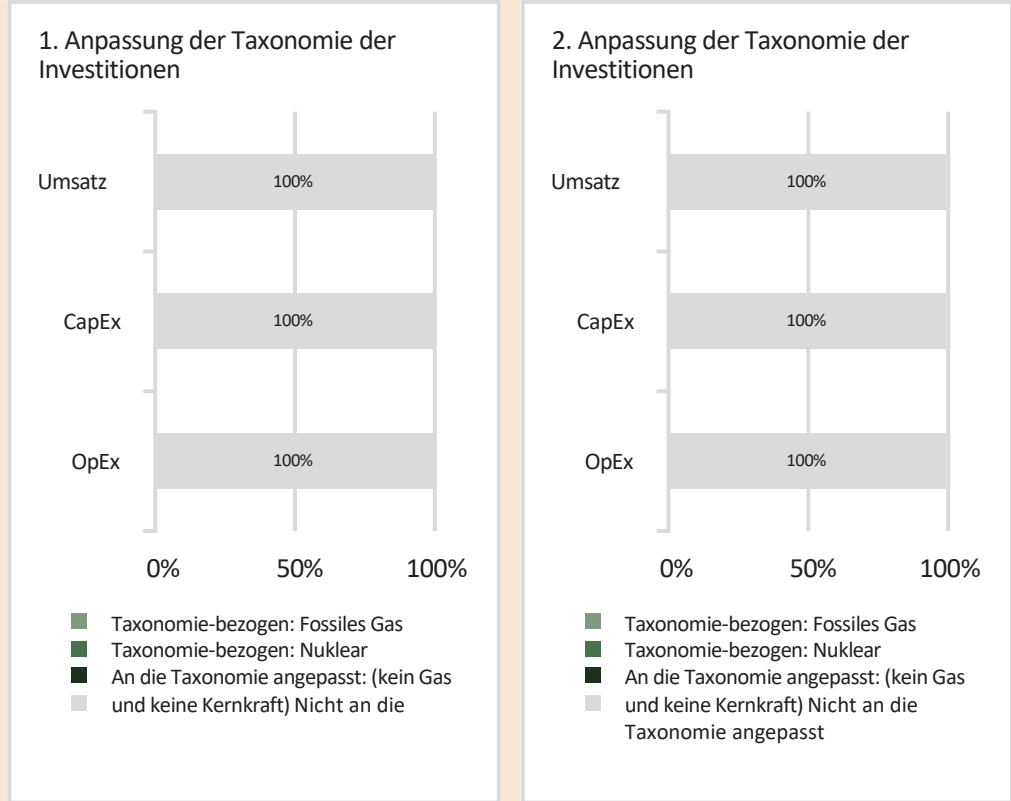 1. Anpassung der Taxonomie der
Investitionen
Umsatz
100%
CapEx
100%
OpEx
100%
0% 50% 100%
Taxonomie-bezogen: Fossiles Gas
Taxonomie-bezogen: Nuklear
An die Taxonomie angepasst: (kein Gas
und keine Kernkraft) Nicht an die
2. Anpassung der Taxonomie der
Investitionen
Umsatz
100%
CapEx
100%
OpEx
100%
0% 50% 100%
Taxonomie-bezogen: Fossiles Gas
Taxonomie-bezogen: Nuklear
An die Taxonomie angepasst: (kein Gas
und keine Kernkraft) Nicht an die
Taxonomie angepasst